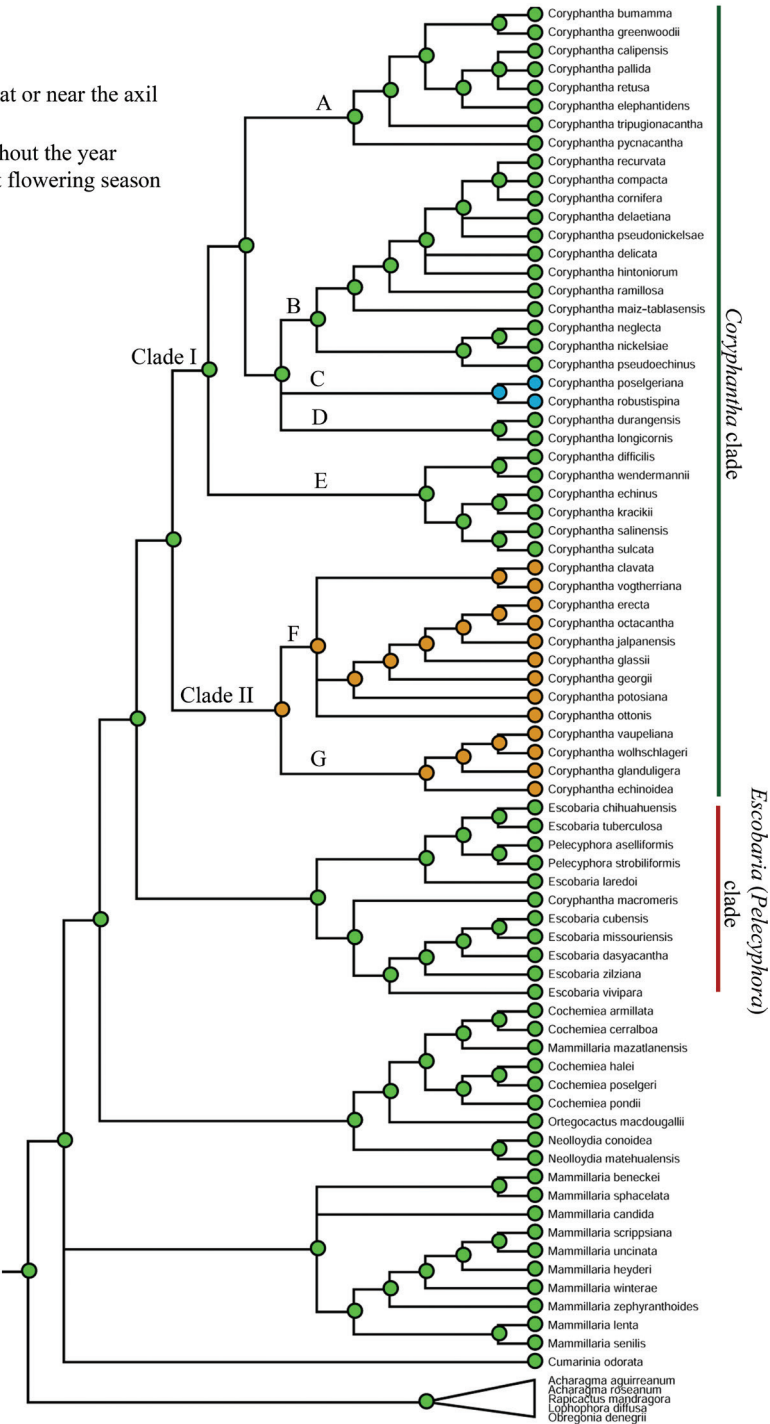 at or near the axil
hout the year
flowering season
A
B
Clade I
C
D
E
F
Clade II
G
Coryphantha bumamma
Coryphantha greenwoodii
Coryphantha calipensis
Coryphantha pallida
Coryphantha retusa
Coryphantha elephantidens
Coryphantha tripugionacantha
Coryphantha pycnacantha
Coryphantha recurvata
Coryphantha compacta
Coryphantha cornifera
Coryphantha delaetiana
Coryphantha pseudonickelsae
Coryphantha delicata
Coryphantha hintoniorum
Coryphantha ramillosa
Coryphantha maiz-tablasensis
Coryphantha neglecta
Coryphantha nickelsiae
Coryphantha pseudoechinus
Coryphantha poselgeriana
Coryphantha robustispina
Coryphantha durangensis
Coryphantha longicornis
Coryphantha difficilis
Coryphantha wendermannii
Coryphantha echinus
Coryphantha kracikii
Coryphantha salinensis
Coryphantha sulcata
Coryphantha clavata
Coryphantha vogtherriana
Coryphantha erecta
Coryphantha octacantha
Coryphantha jalpanensis
Coryphantha glassii
Coryphantha georgii
Coryphantha potosiana
Coryphantha ottonis
Coryphantha vaupeliana
Coryphantha wolhschlageri
Coryphantha glanduligera
Coryphantha echinoidea
Escobaria chihuahuensis
Escobaria tuberculosa
Pelecyphora aselliformis
Pelecyphora strobiliformis
Escobaria laredoi
Coryphantha macromeris
Escobaria cubensis
Escobaria missouriensis
Escobaria dasyacantha
Escobaria zilziana
Escobaria vivipara
Cochemiea armillata
Cochemiea cerralboa
Mammillaria mazatlanensis
Cochemiea halei
Cochemiea poselgeri
Cochemiea pondii
Ortegocactus macdougallii
Neolloydia conoidea
Neolloydia matehualensis
Mammillaria beneckei
Mammillaria sphacelata
Mammillaria candida
Mammillaria scrippsiana
Mammillaria uncinata
Mammillaria heyderi
Mammillaria winterae
Mammillaria zephyranthoides
Mammillaria lenta
Mammillaria senilis
Cumarinia odorata
Acharagma aguirreanum
Acharagma roseanum
Rapicactus mandragora
Lophophora diffusa
Obregonia denegrii
Coryphantha clade
Escobaria (Pelecyphora)
clade